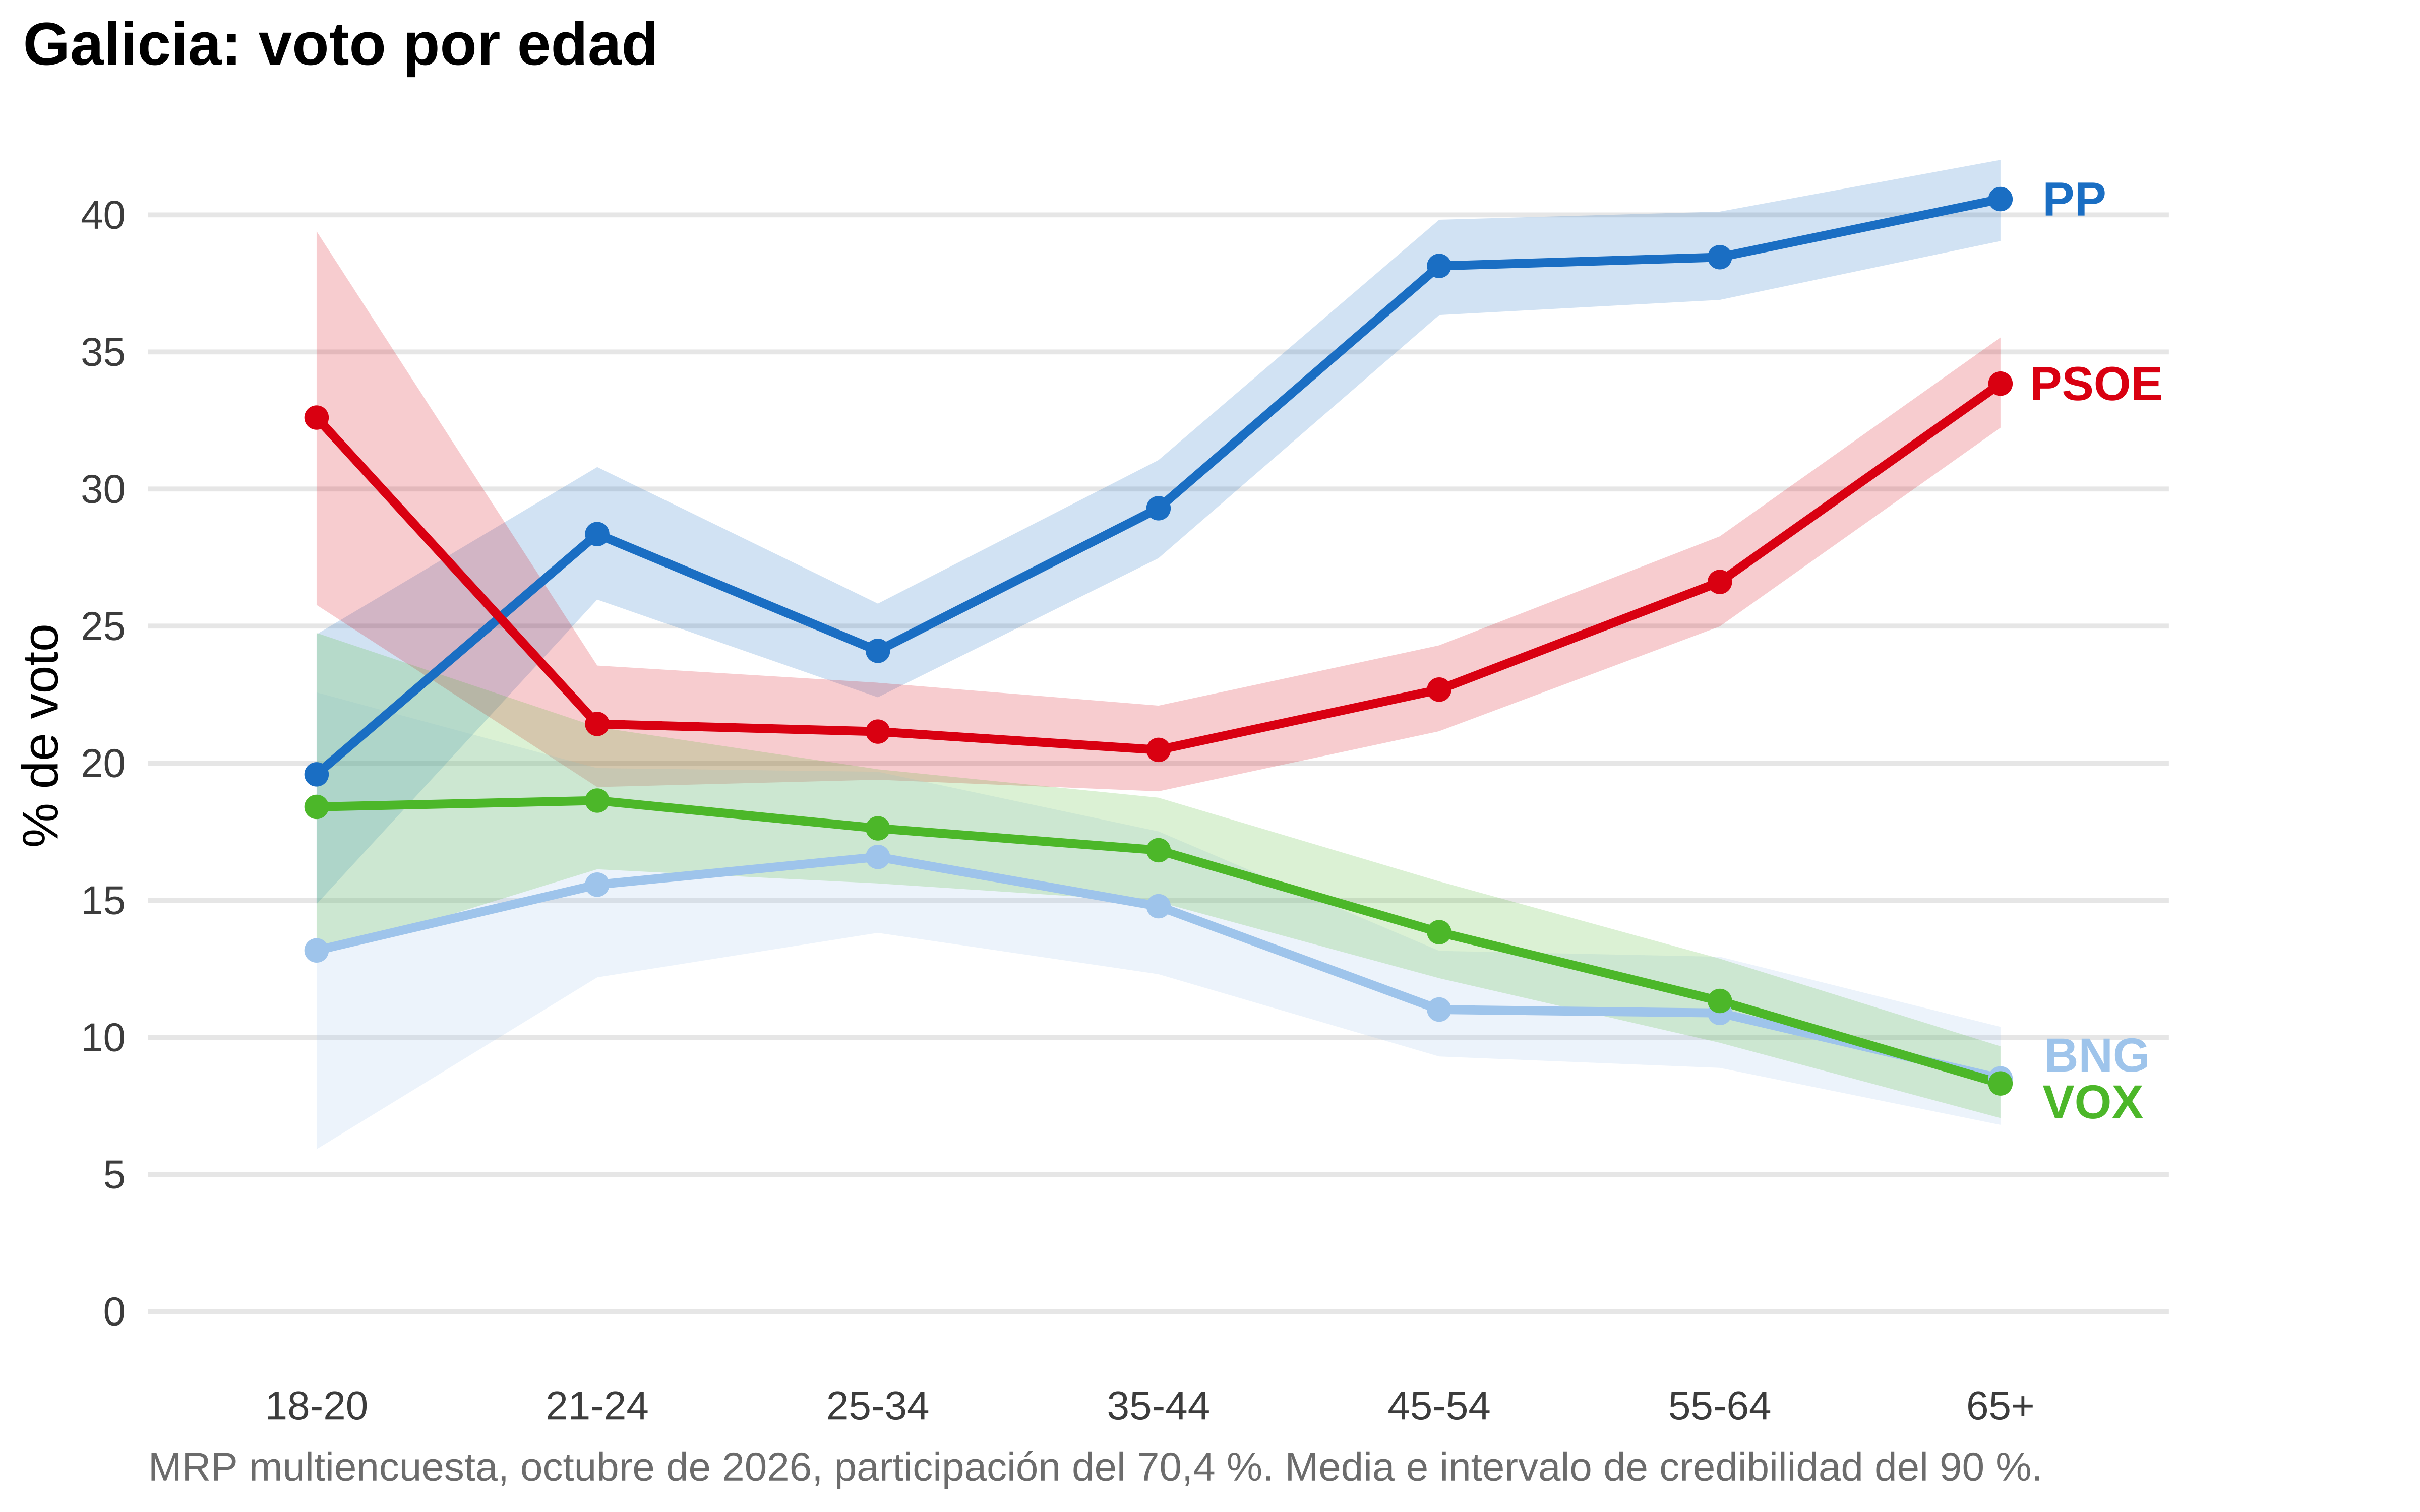 Galicia: voto por edad
% de voto
40
35
30
25
20
15
10
5
0
PP
PSOE
BNG
VOX
18-20 21-24 25-34 35-44 45-54 55-64 65+
MRP multiencuesta, octubre de 2026, participación del 70,4 %. Media e intervalo de credibilidad del 90 %.